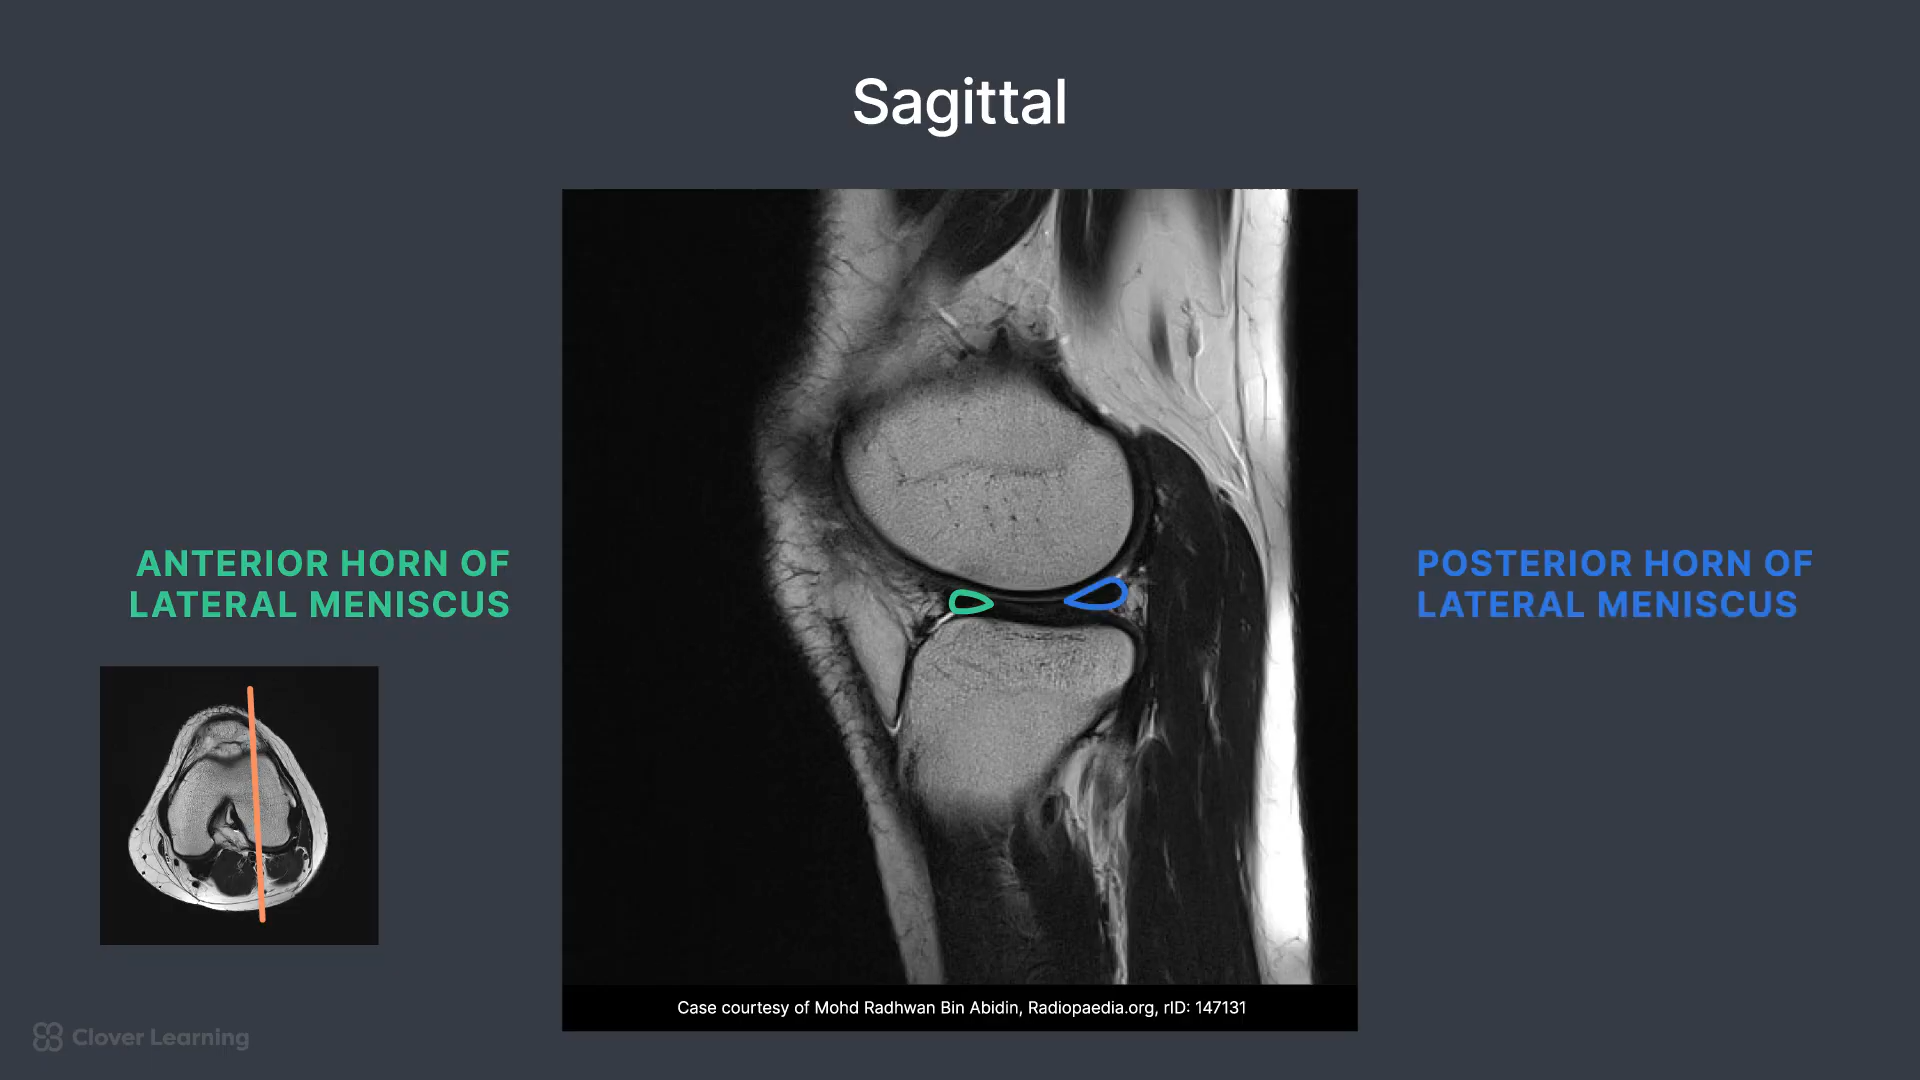 Sagittal
ANTERIOR HORN OF
LATERAL MENISCUS
POSTERIOR HORN OF
LATERAL MENISCUS
Case courtesy of Mohd Radhwan Bin Abidin, Radiopaedia.org, rID: 147131
Clover Learning